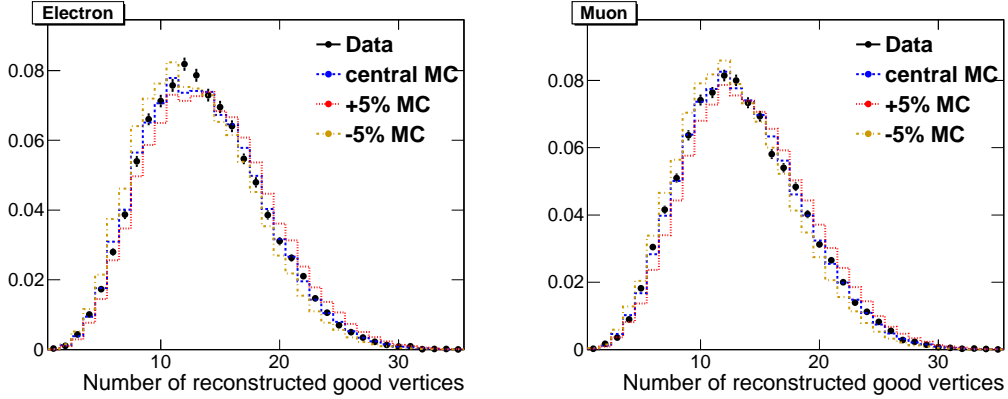 Electron
Data
central MC
+5% MC
-5% MC
0.08
0.06
0.04
0.02
0
10
20
30
Number of reconstructed good vertices
Muon
Data
central MC
+5% MC
-5% MC
0.08
0.06
0.04
0.02
0
10
20
30
Number of reconstructed good vertices